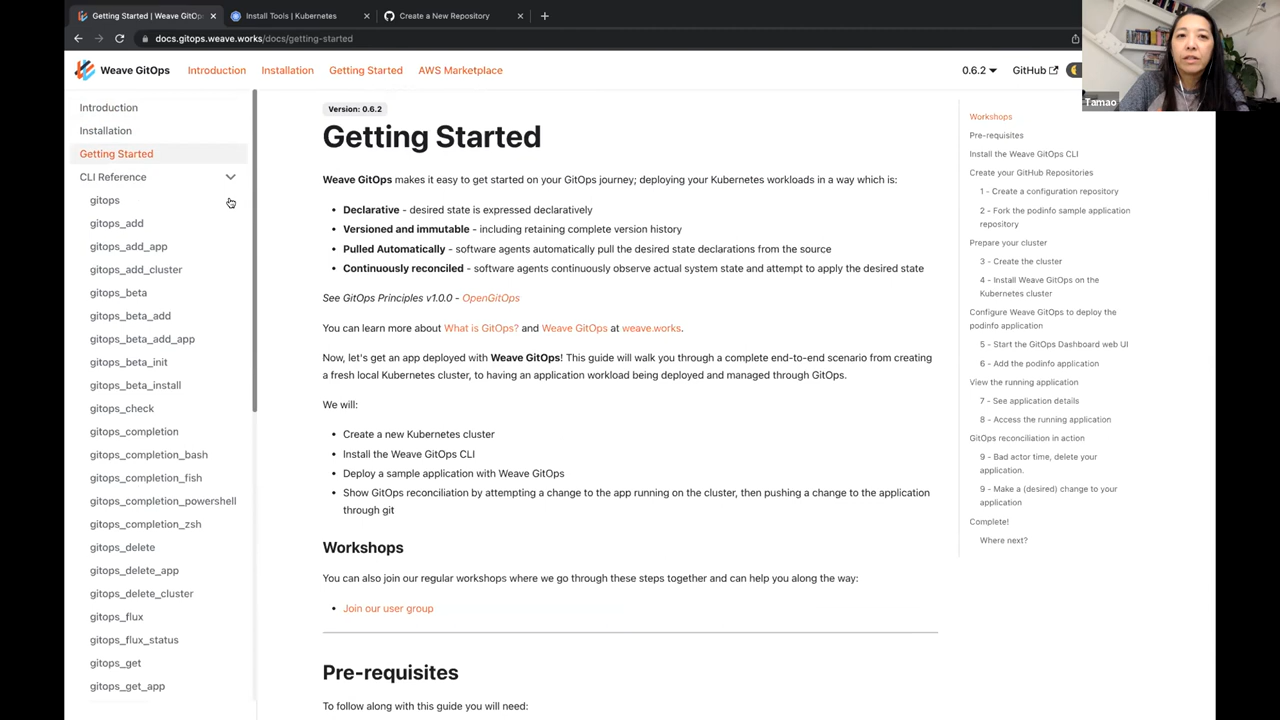 Getting Started | Weave GitOp
Install Tools | Kubernetes
Create a New Repository
docs.gitops.weave.works/docs/getting-started
Weave GitOps
Introduction
Installation
Getting Started
AWS Marketplace
0.6.2
GitHub
Tamao
Introduction
Installation
Getting Started
CLI Reference
gitops
gitops_add
gitops_add_app
gitops_add_cluster
gitops_beta
gitops_beta_add
gitops_beta_add_app
gitops_beta_init
gitops_beta_install
gitops_check
gitops_completion
gitops_completion_bash
gitops_completion_fish
gitops_completion_powershell
gitops_completion_zsh
gitops_delete
gitops_delete_app
gitops_delete_cluster
gitops_flux
gitops_flux_status
gitops_get
gitops_get_app
Version: 0.6.2
Getting Started
Weave GitOps makes it easy to get started on your GitOps journey; deploying your Kubernetes workloads in a way which is:
• Declarative - desired state is expressed declaratively
• Versioned and immutable - including retaining complete version history
• Pulled Automatically - software agents automatically pull the desired state declarations from the source
• Continuously reconciled - software agents continuously observe actual system state and attempt to apply the desired state
See GitOps Principles v1.0.0 - OpenGitOps
You can learn more about What is GitOps? and Weave GitOps at weave.works.
Now, let's get an app deployed with Weave GitOps! This guide will walk you through a complete end-to-end scenario from creating
a fresh local Kubernetes cluster, to having an application workload being deployed and managed through GitOps.
We will:
• Create a new Kubernetes cluster
• Install the Weave GitOps CLI
• Deploy a sample application with Weave GitOps
• Show GitOps reconciliation by attempting a change to the app running on the cluster, then pushing a change to the application
through git
Workshops
You can also join our regular workshops where we go through these steps together and can help you along the way:
• Join our user group
Pre-requisites
To follow along with this guide you will need:
Workshops
Pre-requisites
Install the Weave GitOps CLI
Create your GitHub Repositories
1 - Create a configuration repository
2 - Fork the podinfo sample application
repository
Prepare your cluster
3 - Create the cluster
4 - Install Weave GitOps on the
Kubernetes cluster
Configure Weave GitOps to deploy the
podinfo application
5 - Start the GitOps Dashboard web UI
6 - Add the podinfo application
View the running application
7 - See application details
8 - Access the running application
GitOps reconciliation in action
9 - Bad actor time, delete your
application.
9 - Make a (desired) change to your
application
Complete!
Where next?